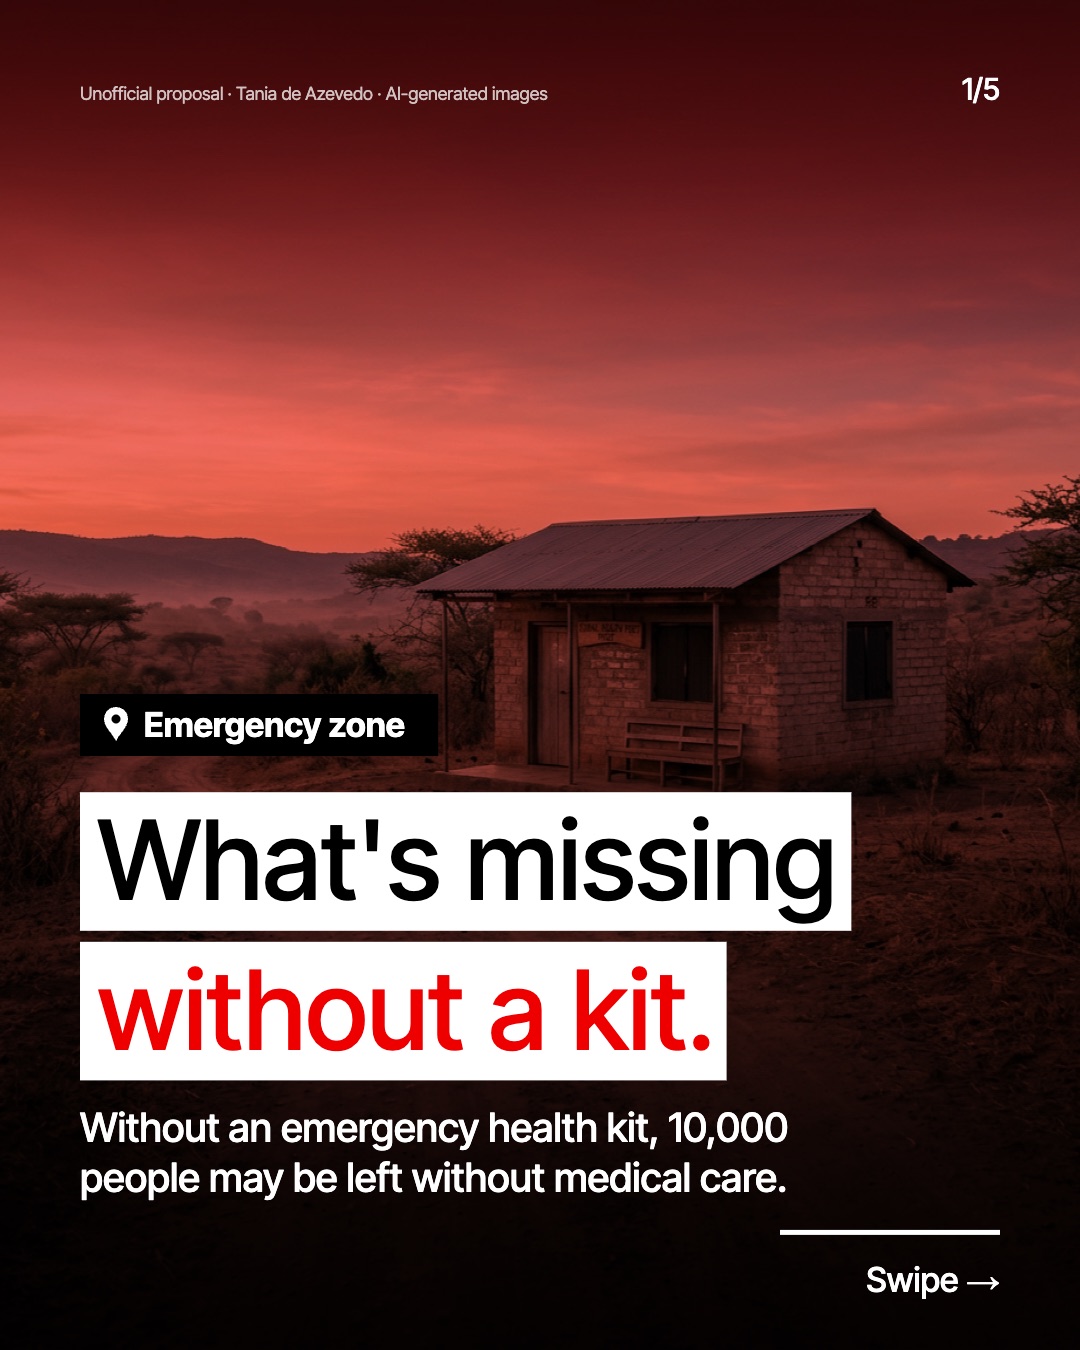 Unofficial proposal · Tania de Azevedo · AI-generated images
1/5
Emergency zone
What's missing
without a kit.
Without an emergency health kit, 10,000
people may be left without medical care.
Swipe →